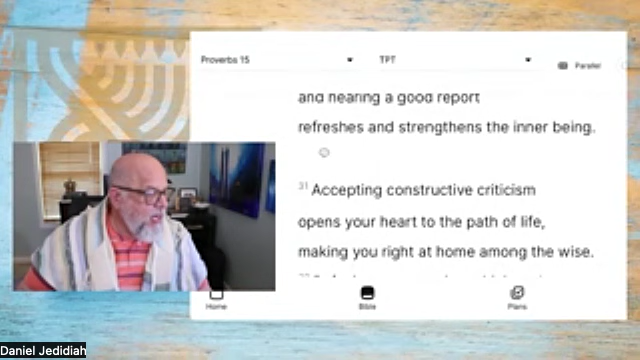 Proverbs 15
TPT
Parallel
and hearing a good report
refreshes and strengthens the inner being.
31 Accepting constructive criticism
opens your heart to the path of life,
making you right at home among the wise.
Home
Bible
Plans
Daniel Jedidiah